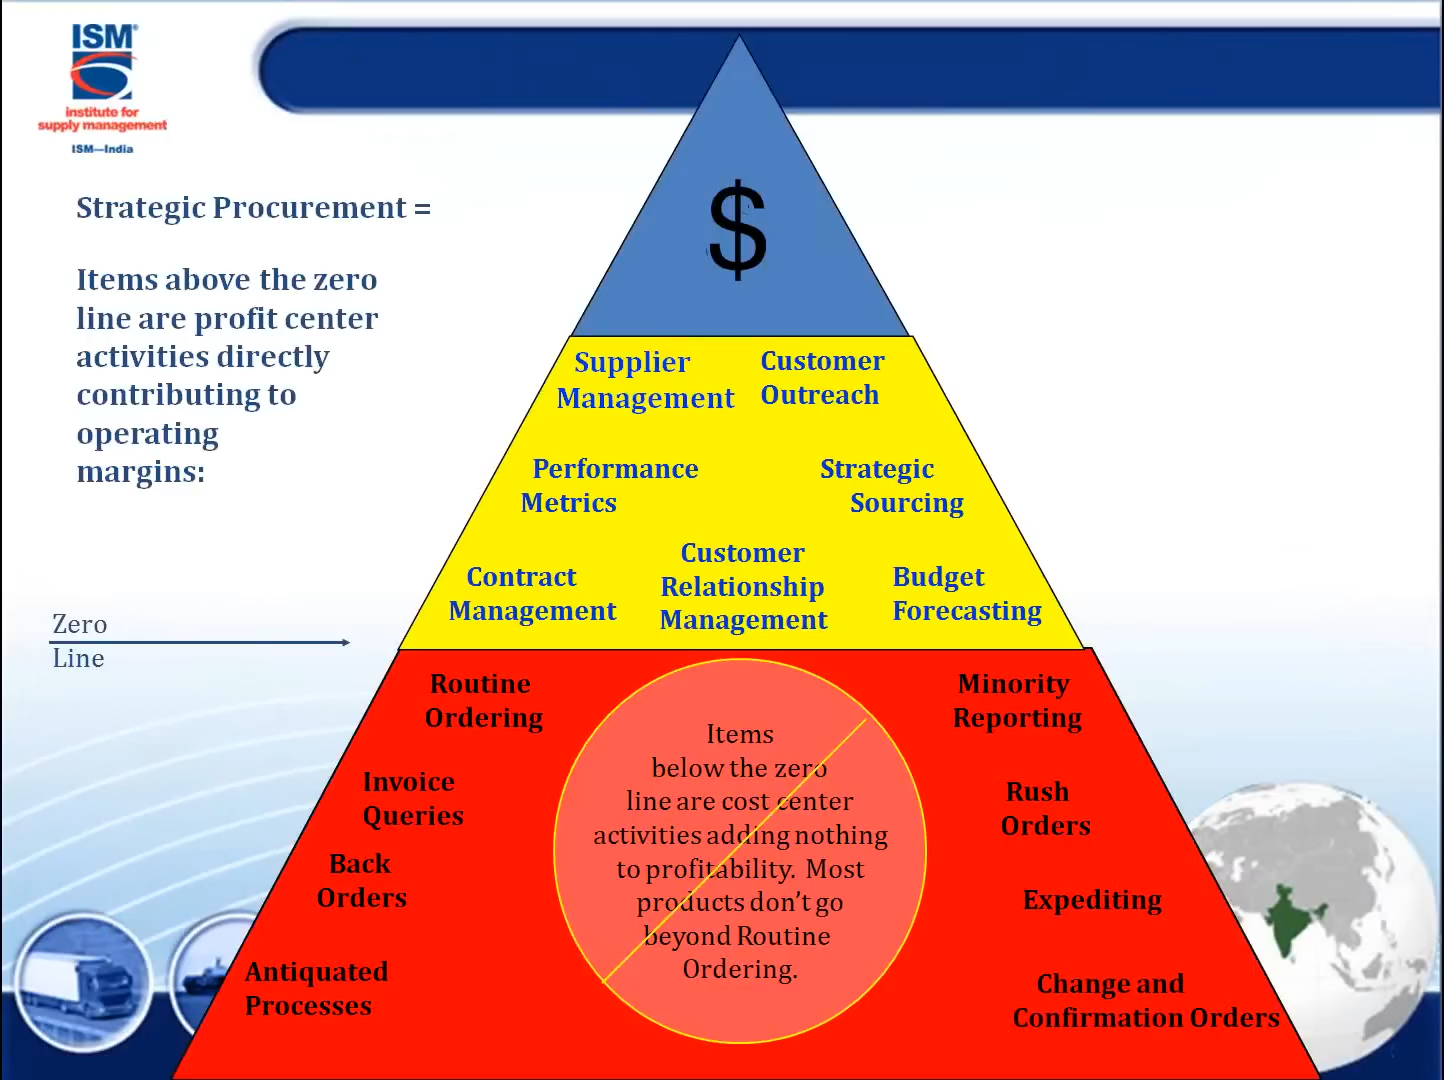 ISM®
institute for
supply management
ISM—India
Strategic Procurement =
Items above the zero
line are profit center
activities directly
contributing to
operating
margins:
Zero
Line
$
Supplier
Management
Customer
Outreach
Performance
Metrics
Strategic
Sourcing
Contract
Management
Customer
Relationship
Management
Budget
Forecasting
Routine
Ordering
Invoice
Queries
Back
Orders
Antiquated
Processes
Items
below the zero
line are cost center
activities adding nothing
to profitability. Most
products don't go
beyond Routine
Ordering.
Minority
Reporting
Rush
Orders
Expediting
Change and
Confirmation Orders